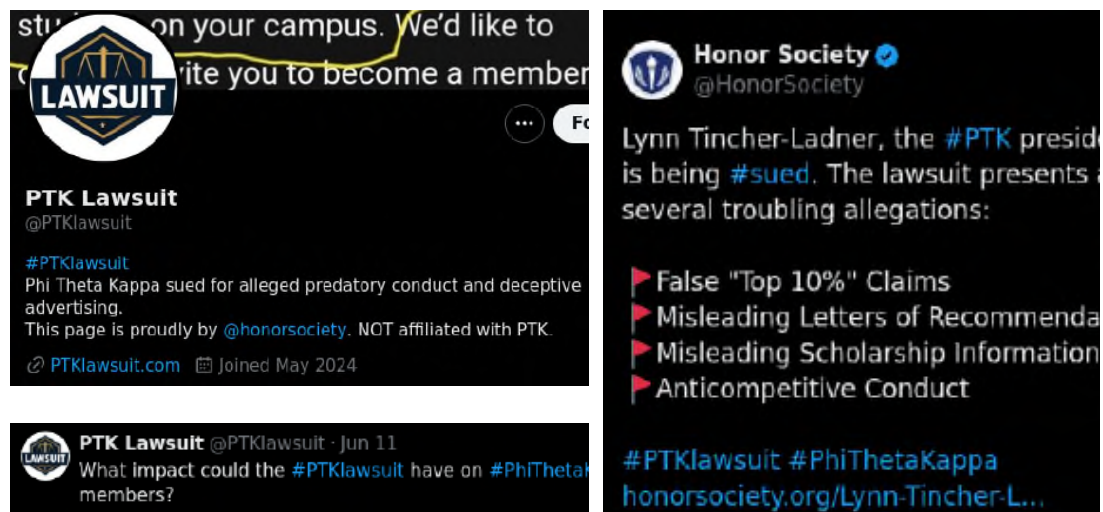 on your campus. We'd like to
you to become a member
LAWSUIT
PTK Lawsuit
@PTKlawsuit
#PTKlawsuit
Phi Theta Kappa sued for alleged predatory conduct and deceptive
advertising.
This page is proudly by @honorsociety. NOT affiliated with PTK.
PTKlawsuit.com Joined May 2024
LAWSUIT
PTK Lawsuit @PTKlawsuit · Jun 11
What impact could the #PTKlawsuit have on
members?
Honor Society
@HonorSociety
Lynn Tincher-Ladner, the #PTK
is being #sued. The lawsuit presents
several troubling allegations:
🚩False "Top 10%" Claims
🚩Misleading Letters of
🚩Misleading Scholarship Information
🚩Anticompetitive Conduct
#PTKlawsuit #PhiThetaKappa
honorsociety.org/Lynn-Tincher-L...